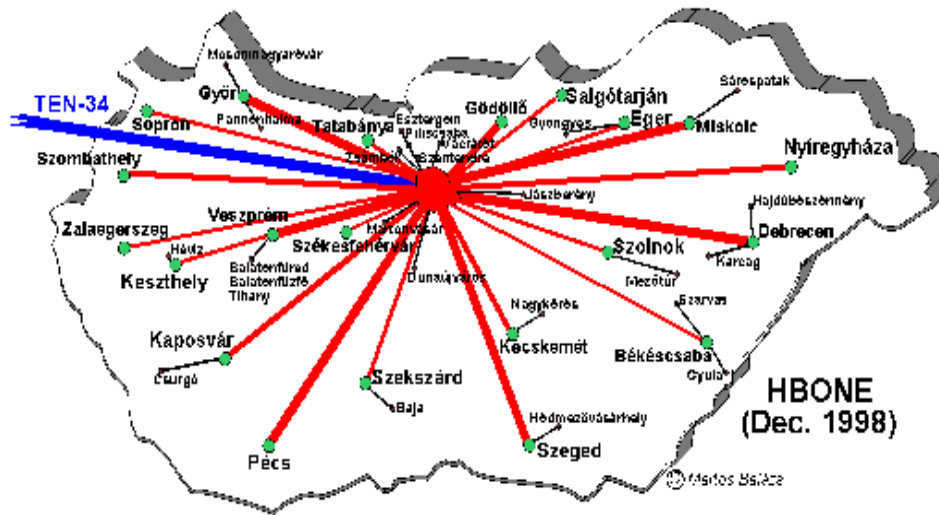 Mosonmagyaróvár
TEN-34
Győr
Sopron
Pannonhalma
Tatabánya
Esztergom
Piliscsaba
Vácrátót
Zsámbék
Szentendre
Gödöllő
Salgótarján
Gyöngyös
Eger
Sárospatak
Miskolc
Nyíregyháza
Szombathely
Jászberény
Hajdúböszörmény
Debrecen
Karcag
Zalaegerszeg
Hévíz
Keszthely
Veszprém
Balatonfüred
Balatonfűzfő
Tihany
Martonvásár
Székesfehérvár
Dunaújváros
Szolnok
Mezőtúr
Szarvas
Nagykőrös
Kecskemét
Békéscsaba
Gyula
Kaposvár
Csurgó
Szekszárd
Baja
Hódmezővásárhely
Szeged
Pécs
HBONE
(Dec. 1998)